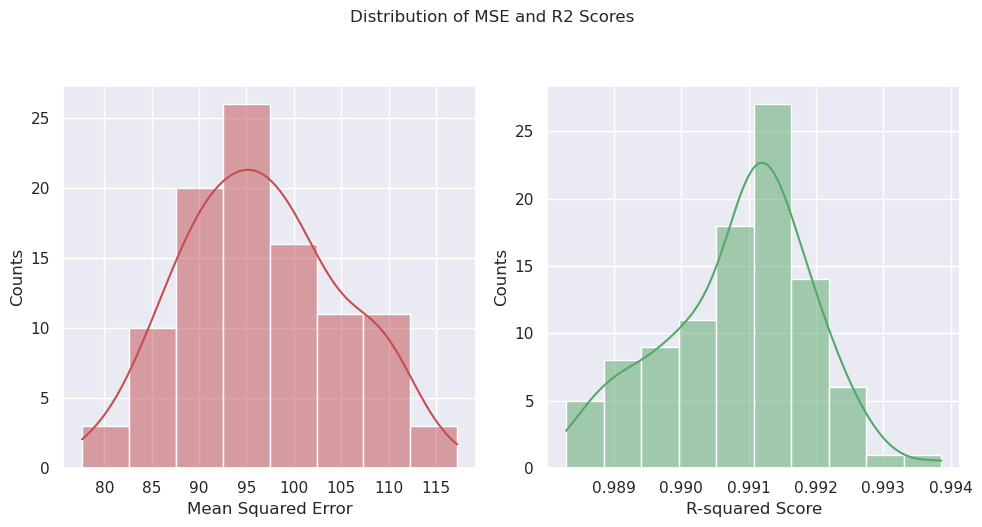 Distribution of MSE and R2 Scores
Counts
25
20
15
10
5
0
80 85 90 95 100 105 110 115
Mean Squared Error
Counts
25
20
15
10
5
0
0.989 0.990 0.991 0.992 0.993 0.994
R-squared Score